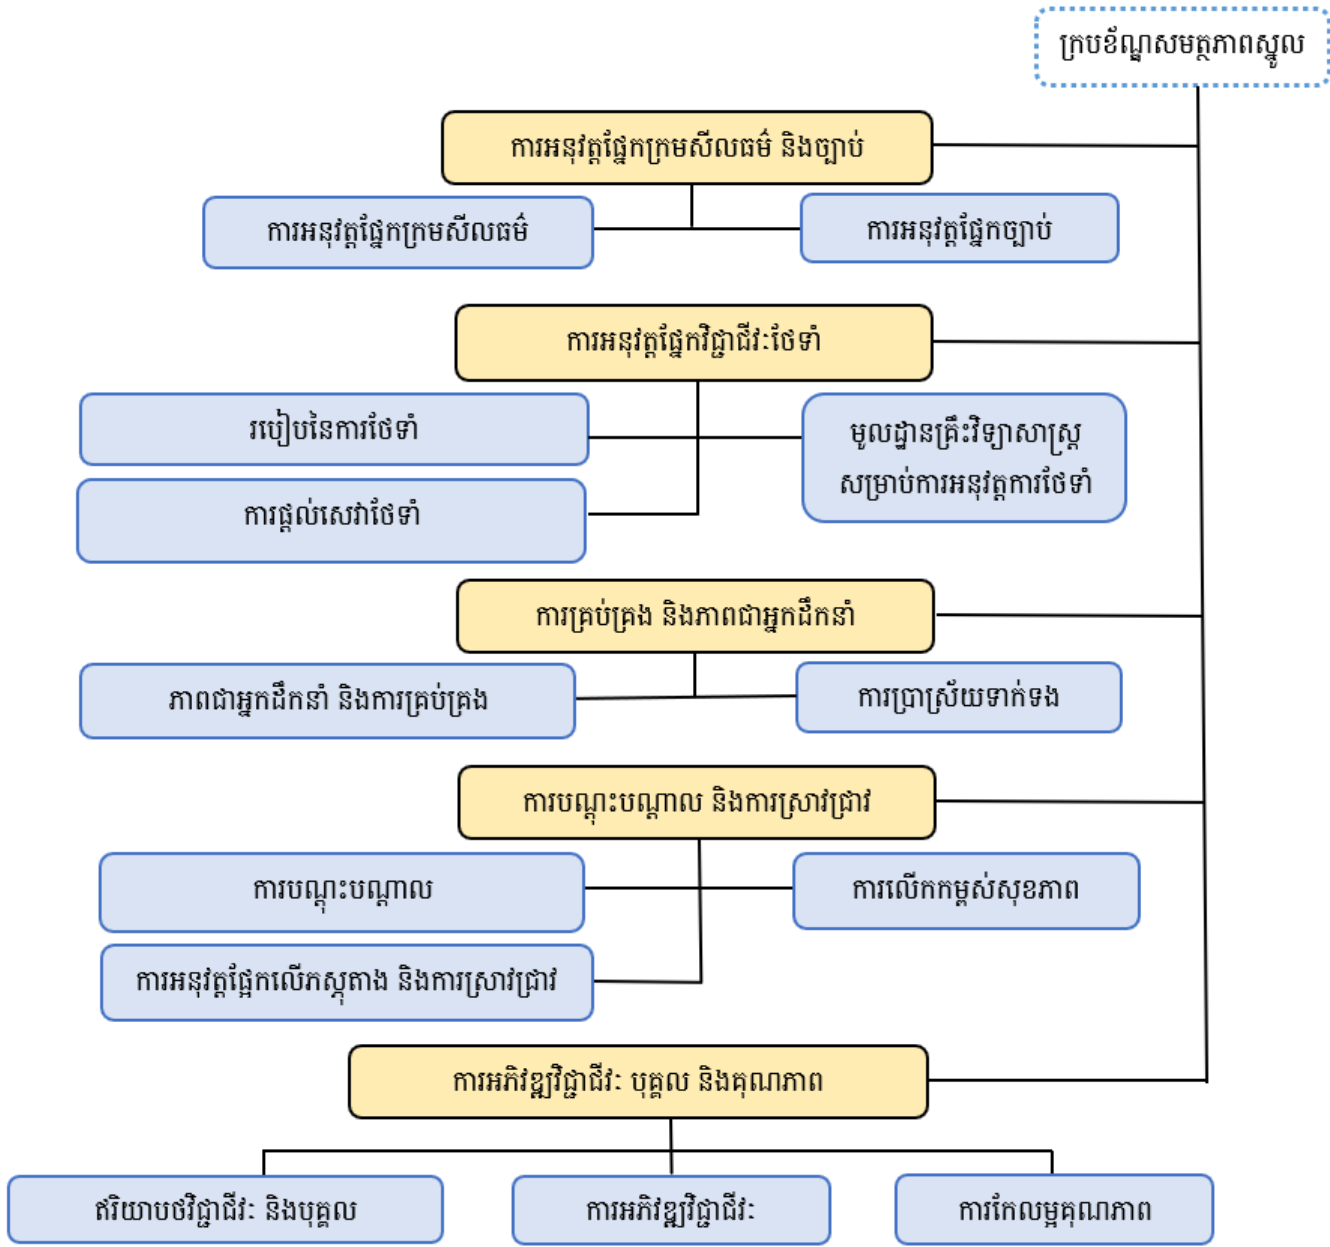 ក្របខ័ណ្ឌសមត្ថភាពស្នូល
ការអនុវត្តផ្នែកក្រមសីលធម៌ និងច្បាប់
ការអនុវត្តផ្នែកក្រមសីលធម៌
ការអនុវត្តផ្នែកច្បាប់
ការអនុវត្តផ្នែកវិជ្ជាជីវៈថែទាំ
របៀបនៃការថែទាំ
មូលដ្ឋានគ្រឹះវិទ្យាសាស្ត្រ
សម្រាប់ការអនុវត្តការថែទាំ
ការផ្តល់សេវាថែទាំ
ការគ្រប់គ្រង និងភាពជាអ្នកដឹកនាំ
ភាពជាអ្នកដឹកនាំ និងការគ្រប់គ្រង
ការប្រាស្រ័យទាក់ទង
ការបណ្តុះបណ្តាល និងការស្រាវជ្រាវ
ការបណ្តុះបណ្តាល
ការលើកកម្ពស់សុខភាព
ការអនុវត្តផ្អែកលើភស្តុតាង និងការស្រាវជ្រាវ
ការអភិវឌ្ឍវិជ្ជាជីវៈ បុគ្គល និងគុណភាព
ឥរិយាបថវិជ្ជាជីវៈ និងបុគ្គល
ការអភិវឌ្ឍវិជ្ជាជីវៈ
ការកែលម្អគុណភាព